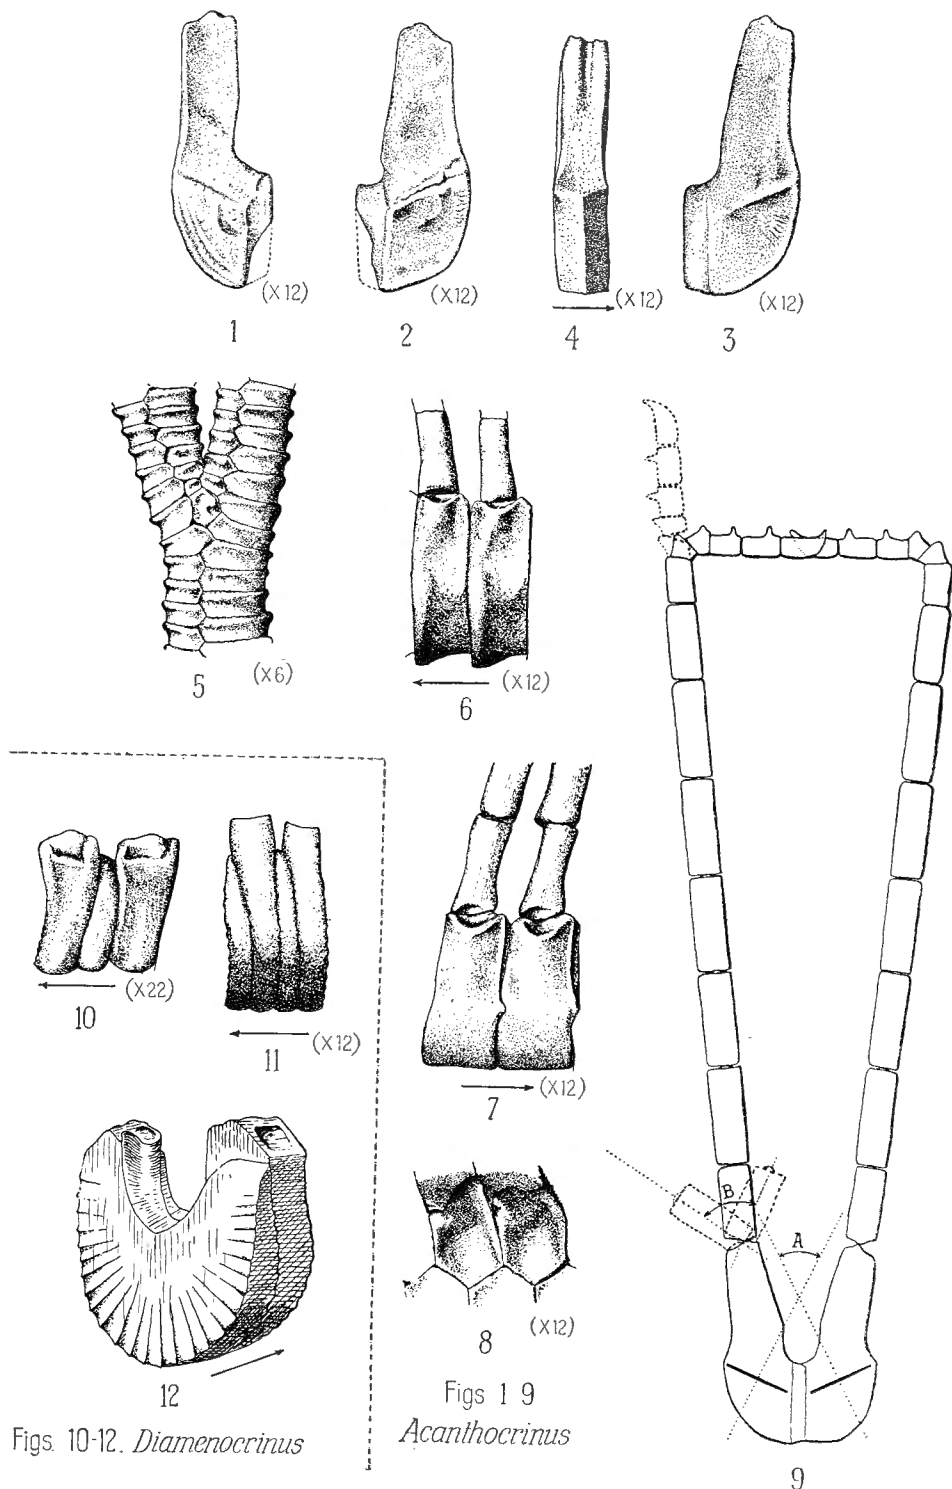 (X12)
(X12)
(X12)
(X12)
1
2
4
3
5
(X6)
(X12)
6
B
A
(X22)
10
(X12)
11
7
(X12)
8
(X12)
12
Figs 1 9
Acanthocrinus
Figs. 10-12. Diamenocrinus
9